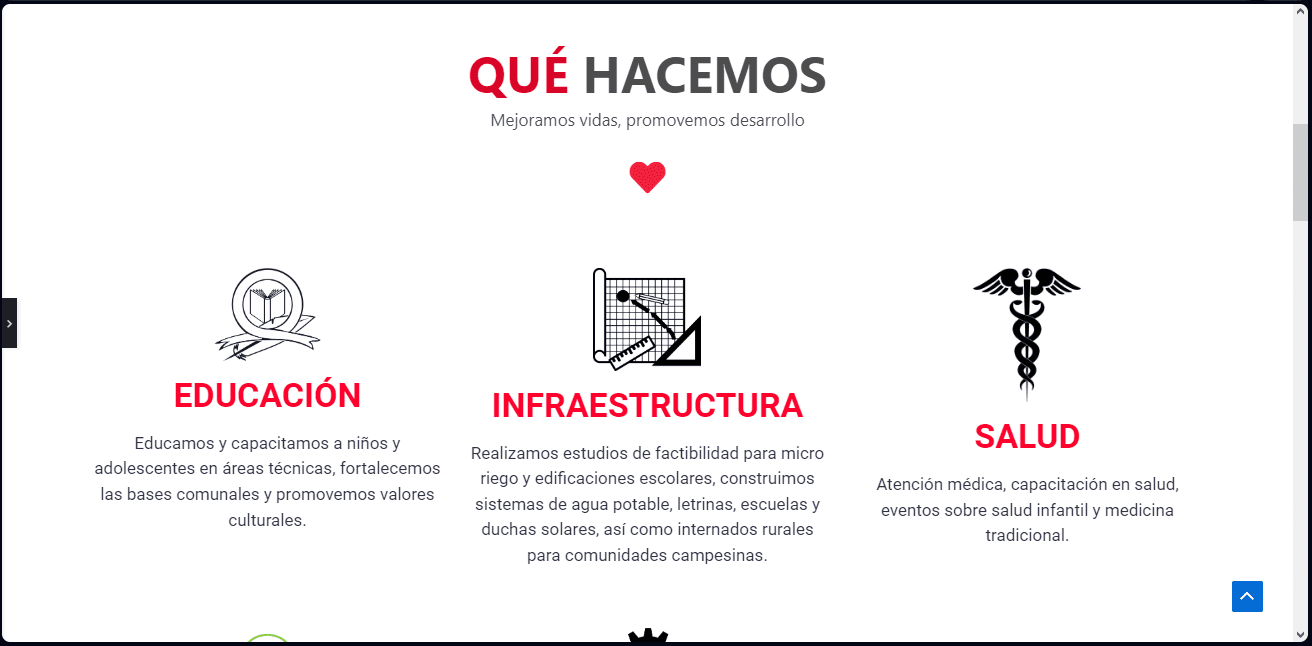 QUÉ HACEMOS
Mejoramos vidas, promovemos desarrollo
EDUCACIÓN
Educamos y capacitamos a niños y
adolescentes en áreas técnicas, fortalecemos
las bases comunales y promovemos valores
culturales.
INFRAESTRUCTURA
Realizamos estudios de factibilidad para micro
riego y edificaciones escolares, construimos
sistemas de agua potable, letrinas, escuelas y
duchas solares, así como internados rurales
para comunidades campesinas.
SALUD
Atención médica, capacitación en salud,
eventos sobre salud infantil y medicina
tradicional.